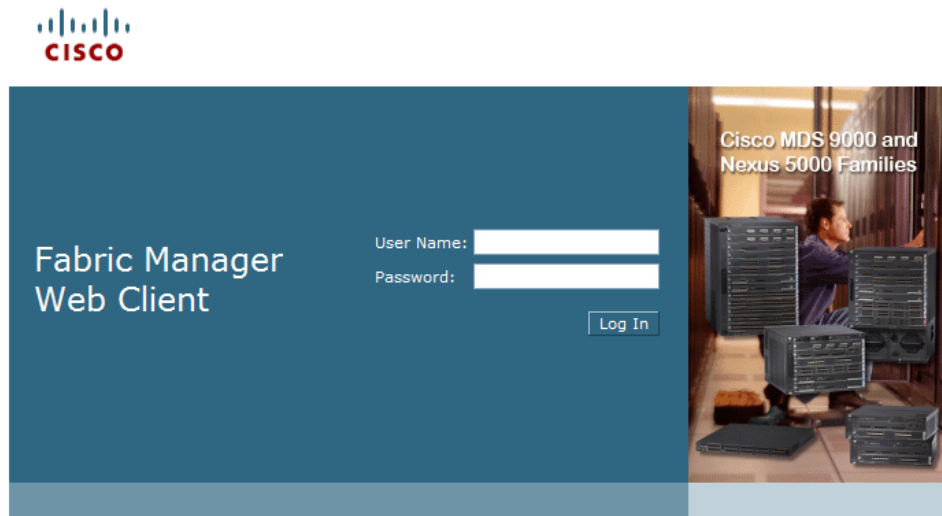 CISCO
Cisco MDS 9000 and
Nexus 5000 Families
Fabric Manager
Web Client
User Name:
Password:
Log In